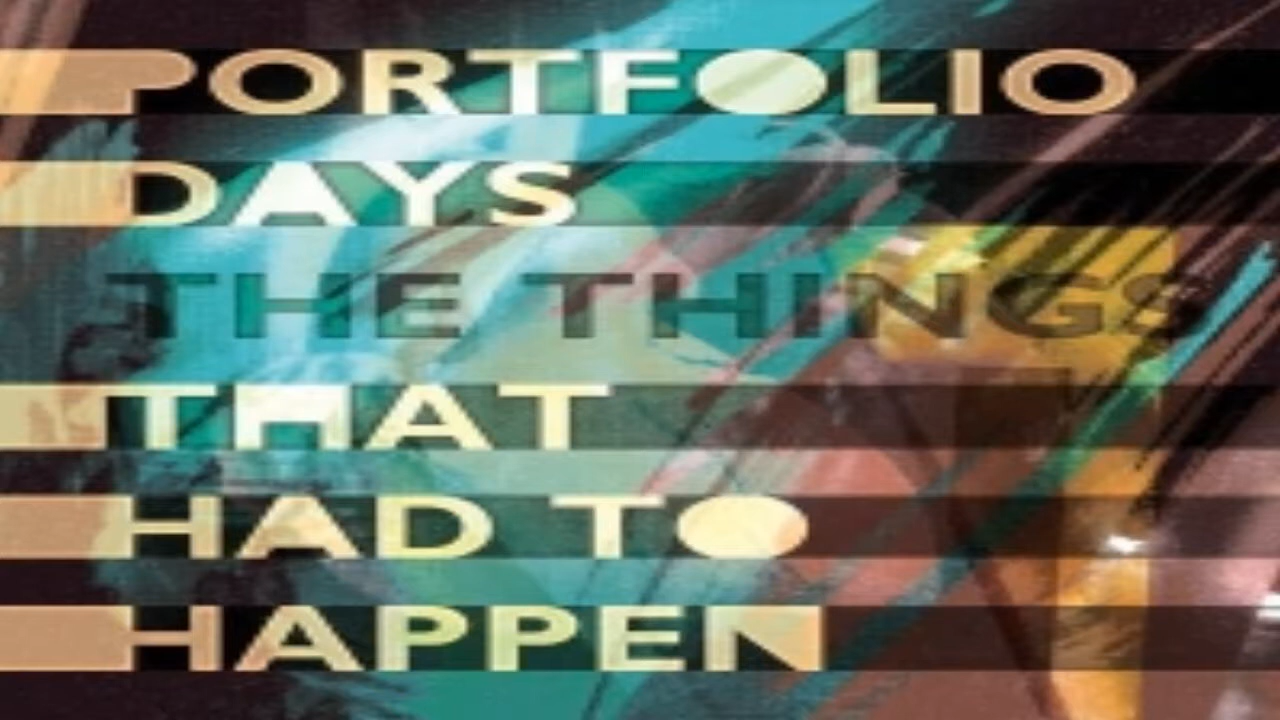 PORTFOLIO
DAYS
THE THINGS
THAT
HAD TO
HAPPEN